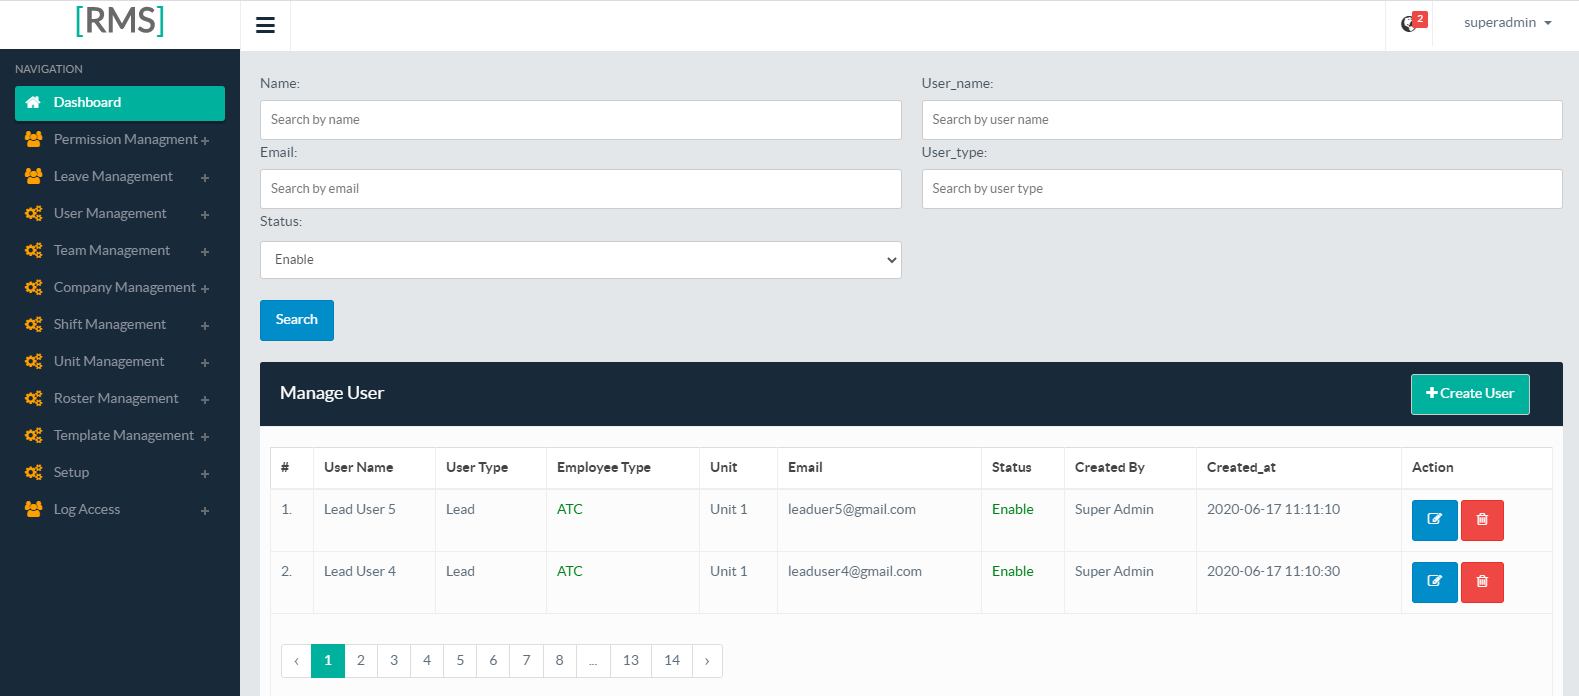 [RMS]
2
superadmin
NAVIGATION
Dashboard
Permission Managment +
Leave Management +
User Management +
Team Management +
Company Management +
Shift Management +
Unit Management +
Roster Management +
Template Management +
Setup +
Log Access +
Name:
Search by name
User_name:
Search by user name
Email:
Search by email
User_type:
Search by user type
Status:
Enable
Search
Manage User
+ Create User
# User Name User Type Employee Type Unit Email Status Created By Created_at Action
1. Lead User 5 Lead ATC Unit 1 leaduer5@gmail.com Enable Super Admin 2020-06-17 11:11:10
2. Lead User 4 Lead ATC Unit 1 leaduser4@gmail.com Enable Super Admin 2020-06-17 11:10:30
‹ 1 2 3 4 5 6 7 8 ... 13 14 ›